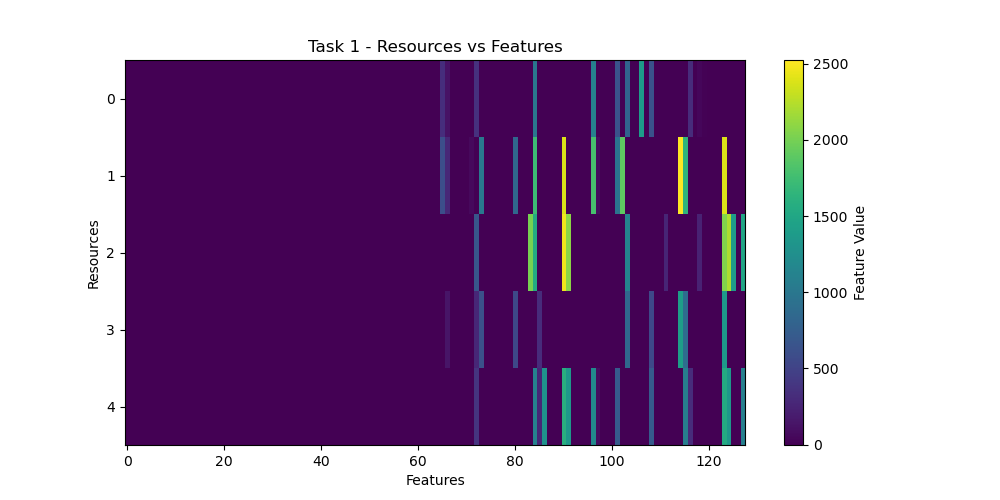 Task 1 - Resources vs Features
Resources
0
1
2
3
4
0 20 40 60 80 100 120
Features
2500
2000
1500
1000
500
0
Feature Value